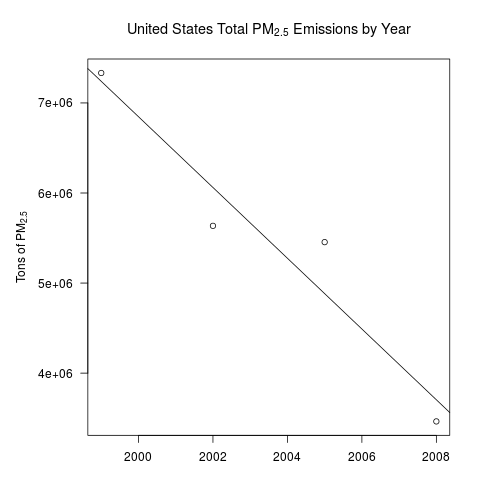 United States Total PM2.5 Emissions by Year
Tons of PM2.5
7e+06
6e+06
5e+06
4e+06
2000 2002 2004 2006 2008